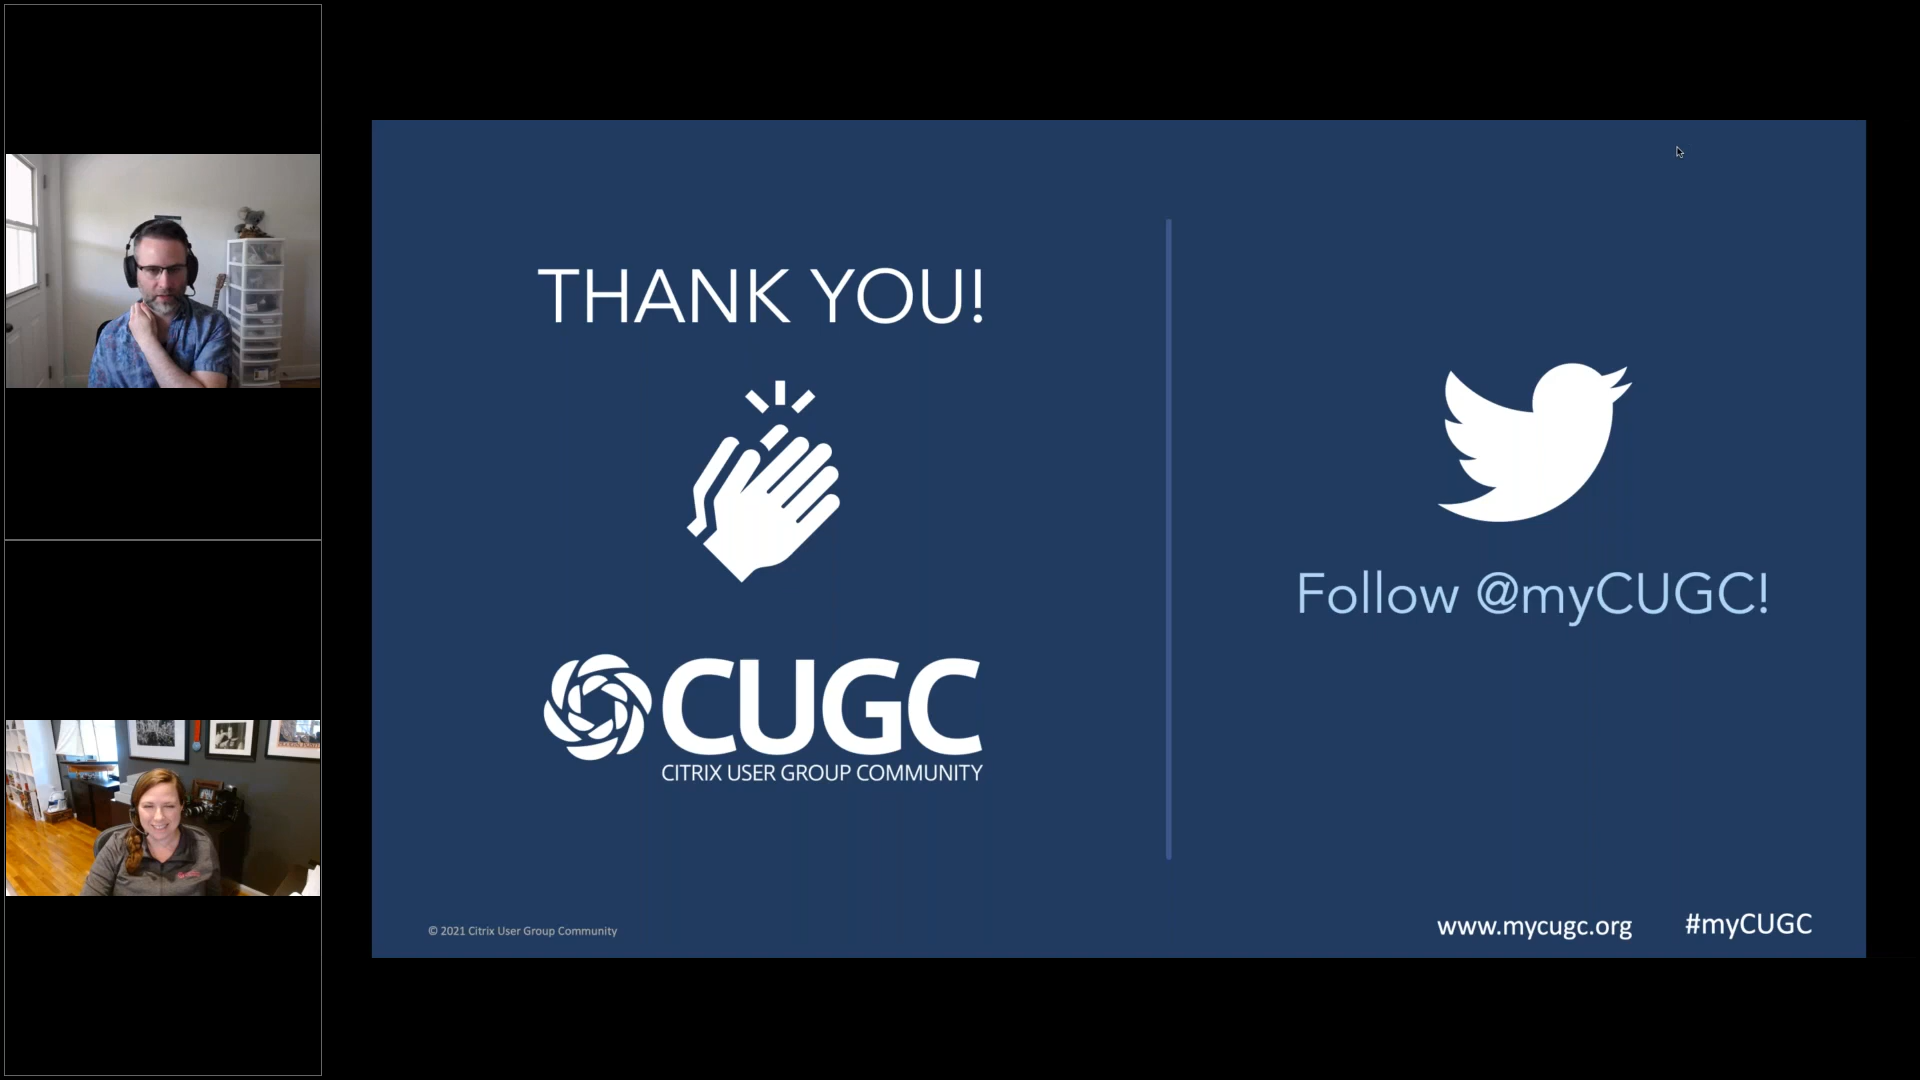 THANK YOU!
CUGC
CITRIX USER GROUP COMMUNITY
Follow @myCUGC!
© 2021 Citrix User Group Community
www.mycugc.org
#myCUGC